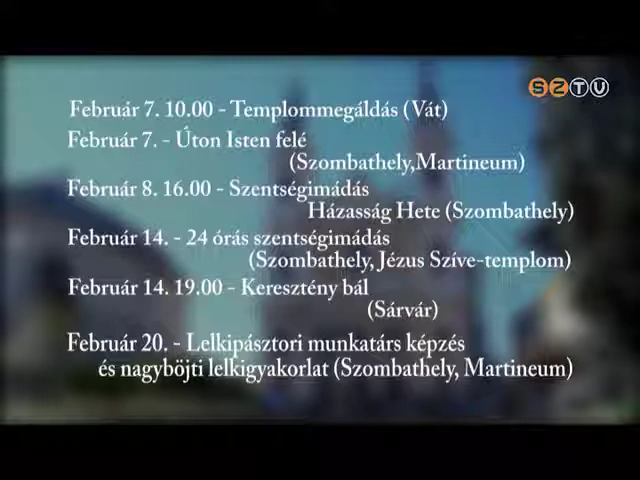 SZTV
Február 7. 10.00 - Templommegáldás (Vát)
Február 7. - Úton Isten felé
(Szombathely,Martineum)
Február 8. 16.00 - Szentségimádás
Házasság Hete (Szombathely)
Február 14. - 24 órás szentségimádás
(Szombathely, Jézus Szíve-templom)
Február 14. 19.00 - Keresztény bál
(Sárvár)
Február 20. - Lelkipásztori munkatárs képzés
és nagyböjti lelkigyakorlat (Szombathely, Martineum)